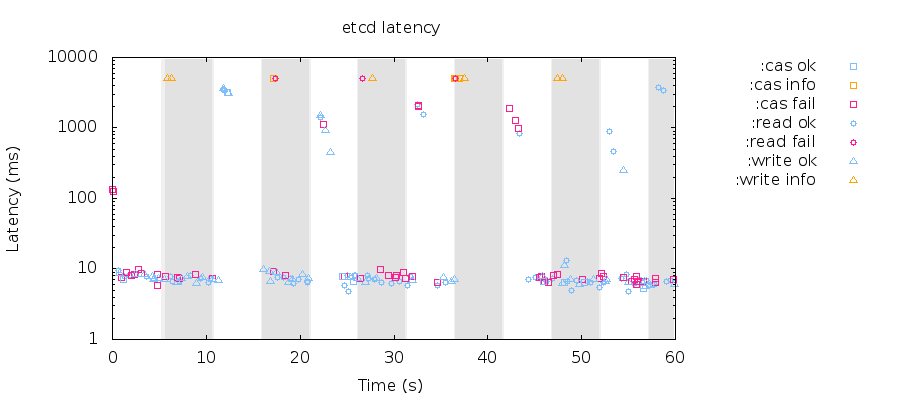 etcd latency
10000
1000
100
10
1
Latency (ms)
0 10 20 30 40 50 60
Time (s)
:cas ok
:cas info
:cas fail
:read ok
:read fail
:write ok
:write info